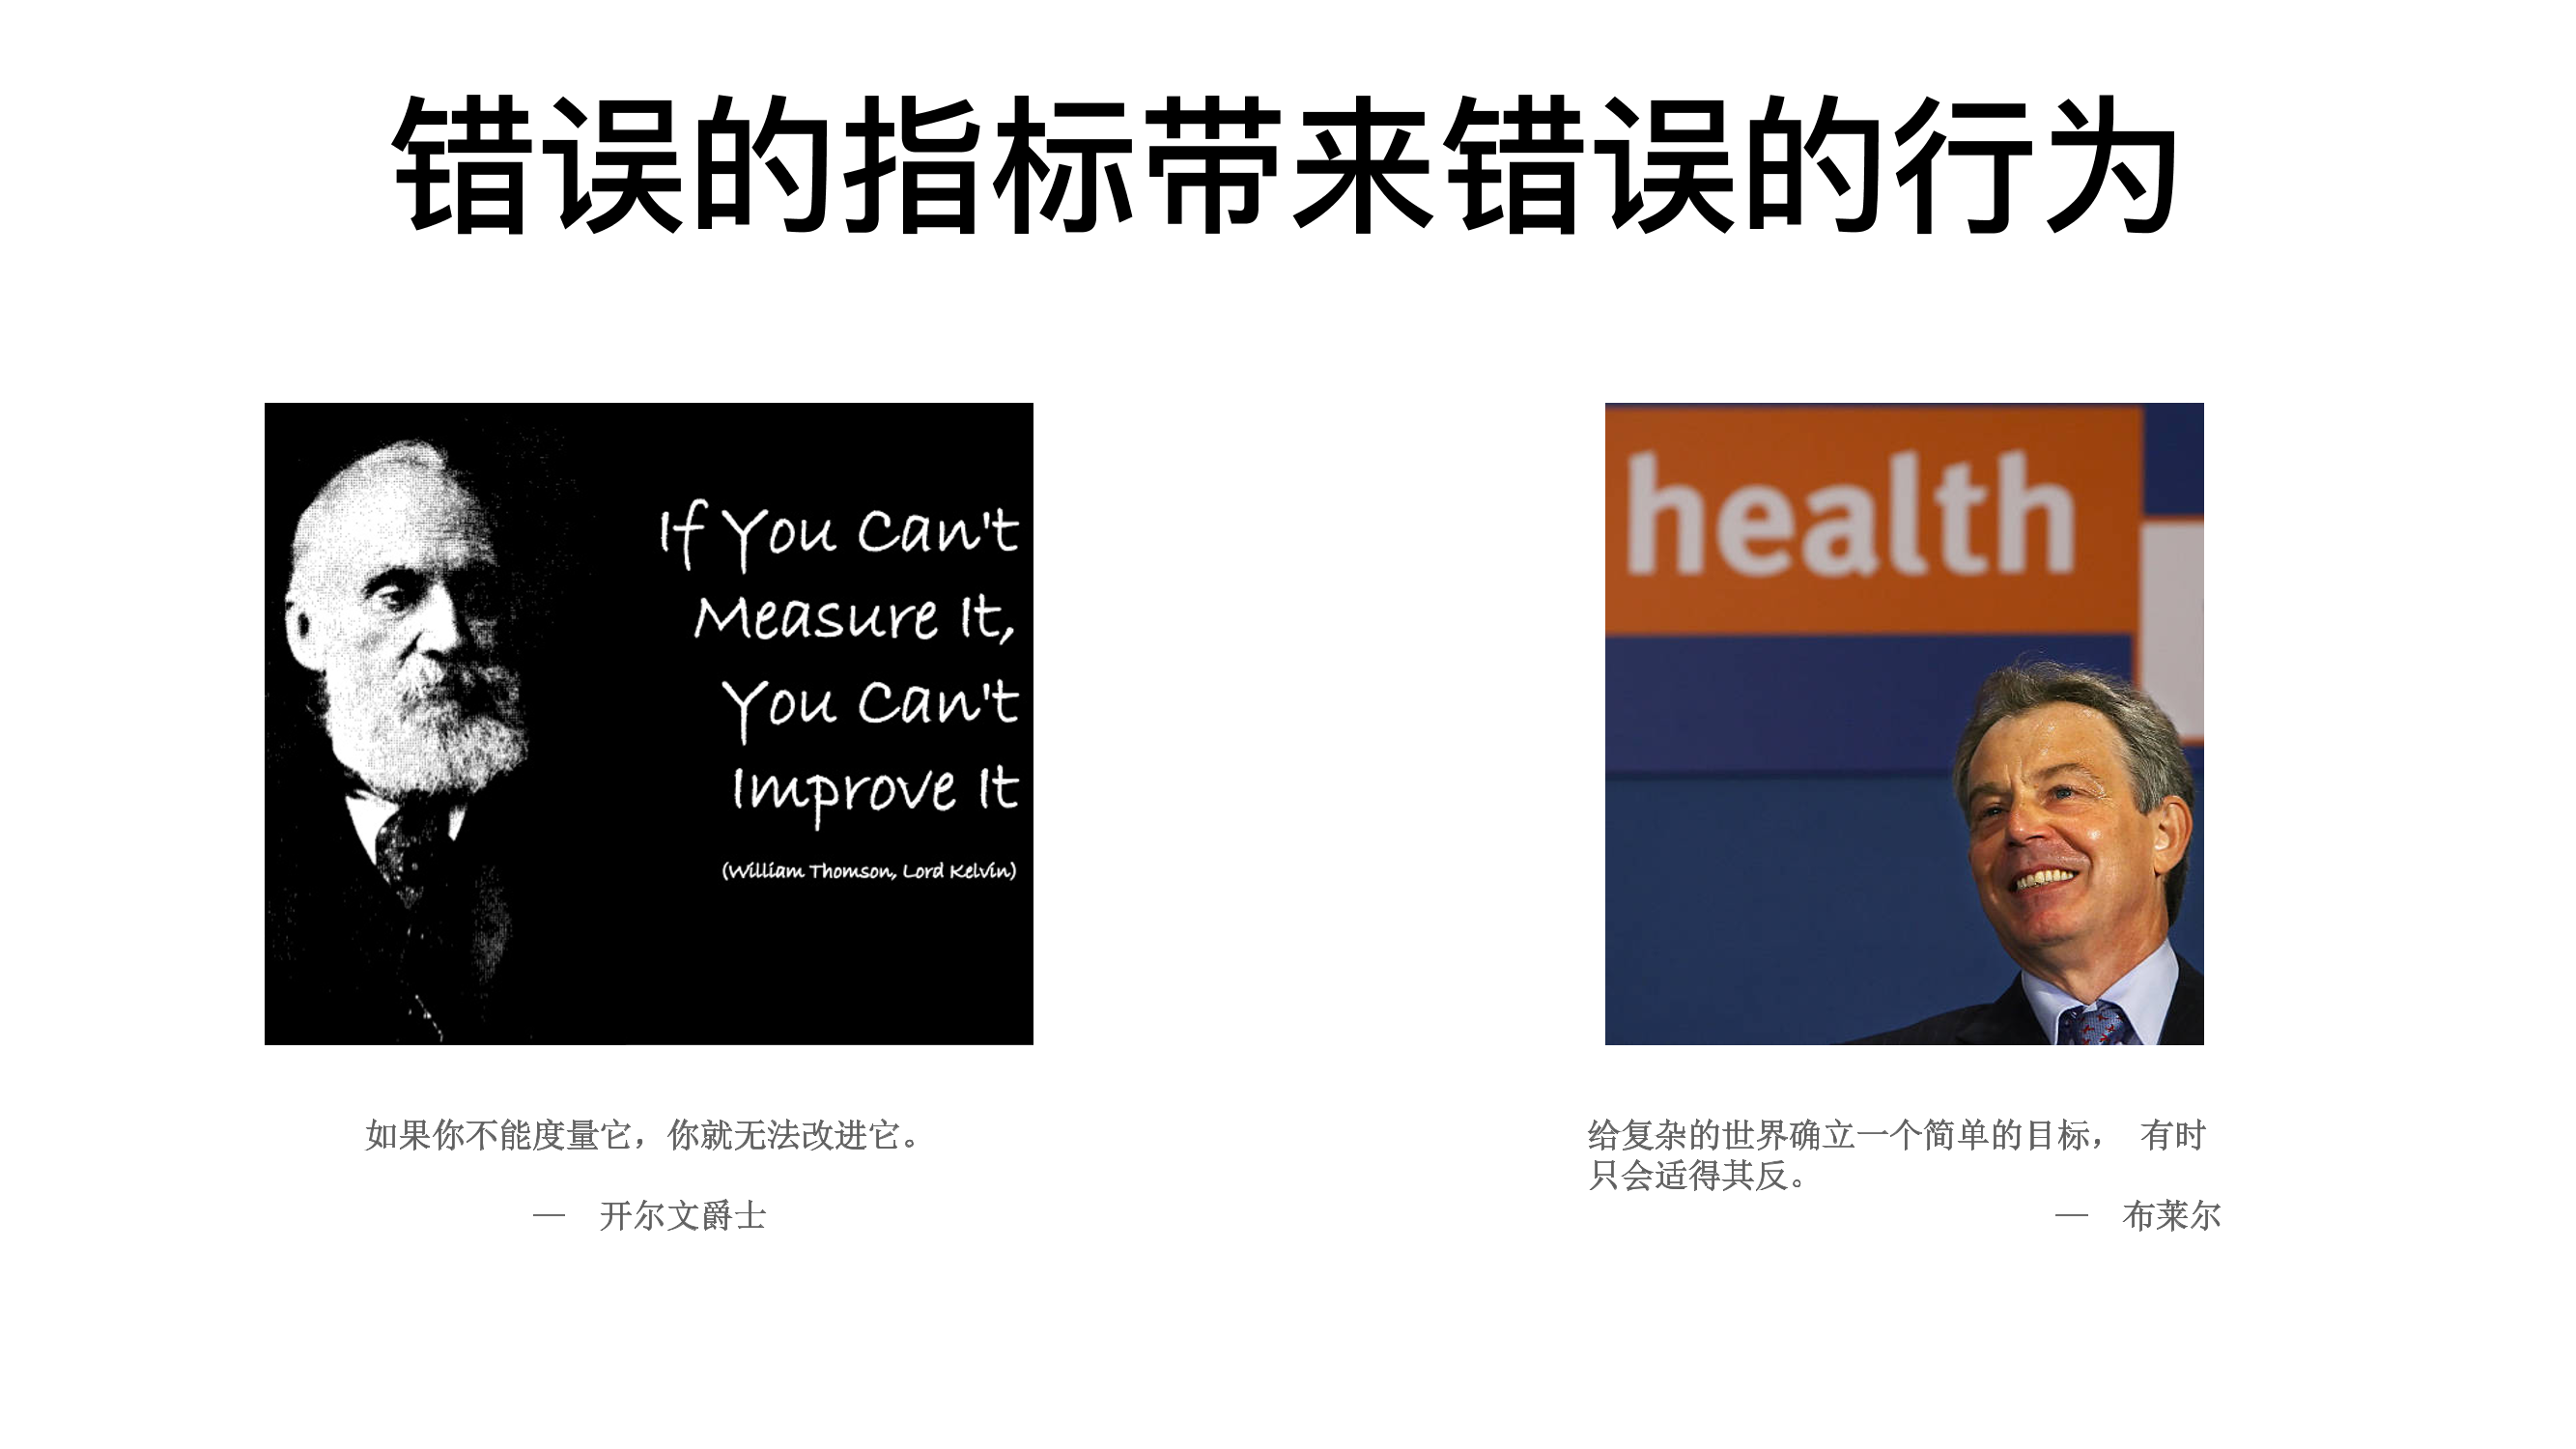 错误的指标带来错误的行为
If You Can't
Measure It,
You Can't
Improve It
(William Thomson, Lord Kelvin)
health
如果你不能度量它，你就无法改进它。
— 开尔文爵士
给复杂的世界确立一个简单的目标， 有时
只会适得其反。
— 布莱尔